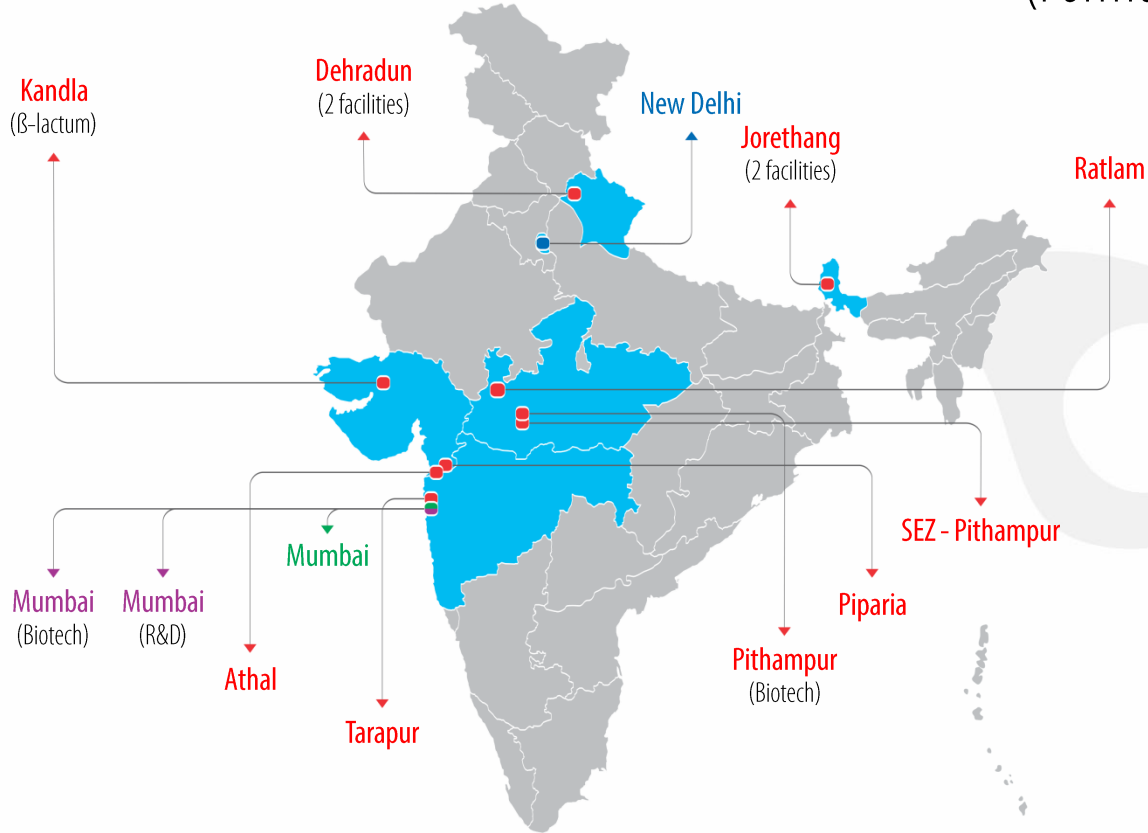 Kandla
(ß-lactum)
Dehradun
(2 facilities)
New Delhi
Jorethang
(2 facilities)
Ratlam
SEZ - Pithampur
Mumbai
Mumbai
(Biotech)
Mumbai
(R&D)
Piparia
Athal
Pithampur
(Biotech)
Tarapur